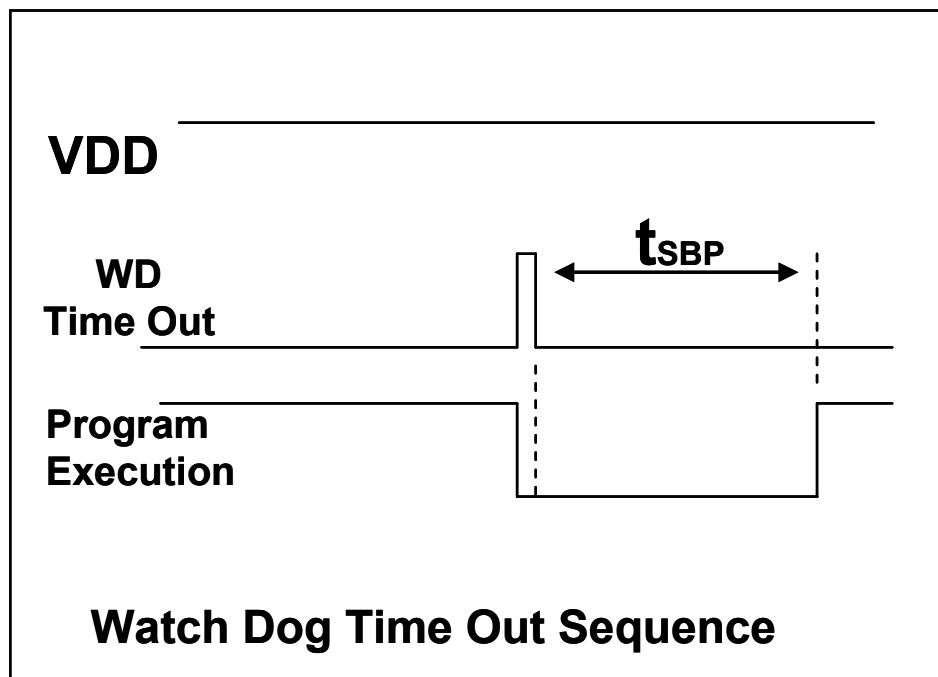 VDD
tSBP
WD
Time Out
Program
Execution
Watch Dog Time Out Sequence